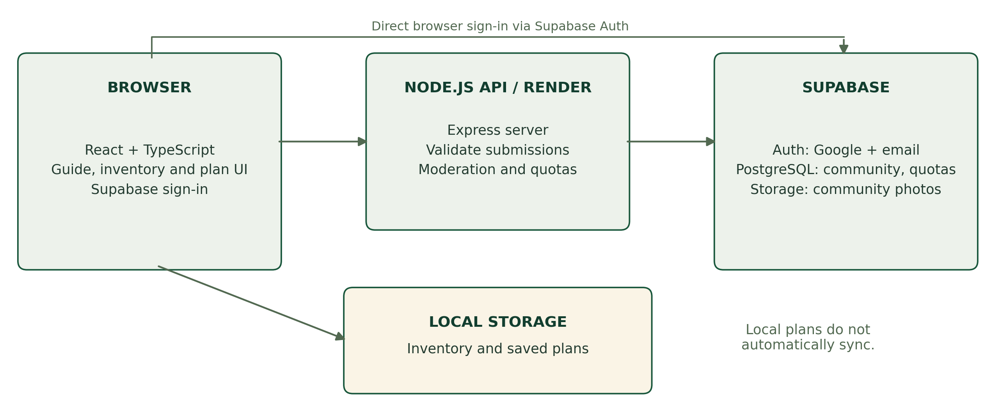 Direct browser sign-in via Supabase Auth
BROWSER
React + TypeScript
Guide, inventory and plan UI
Supabase sign-in
NODE.JS API / RENDER
Express server
Validate submissions
Moderation and quotas
SUPABASE
Auth: Google + email
PostgreSQL: community, quotas
Storage: community photos
LOCAL STORAGE
Inventory and saved plans
Local plans do not
automatically sync.